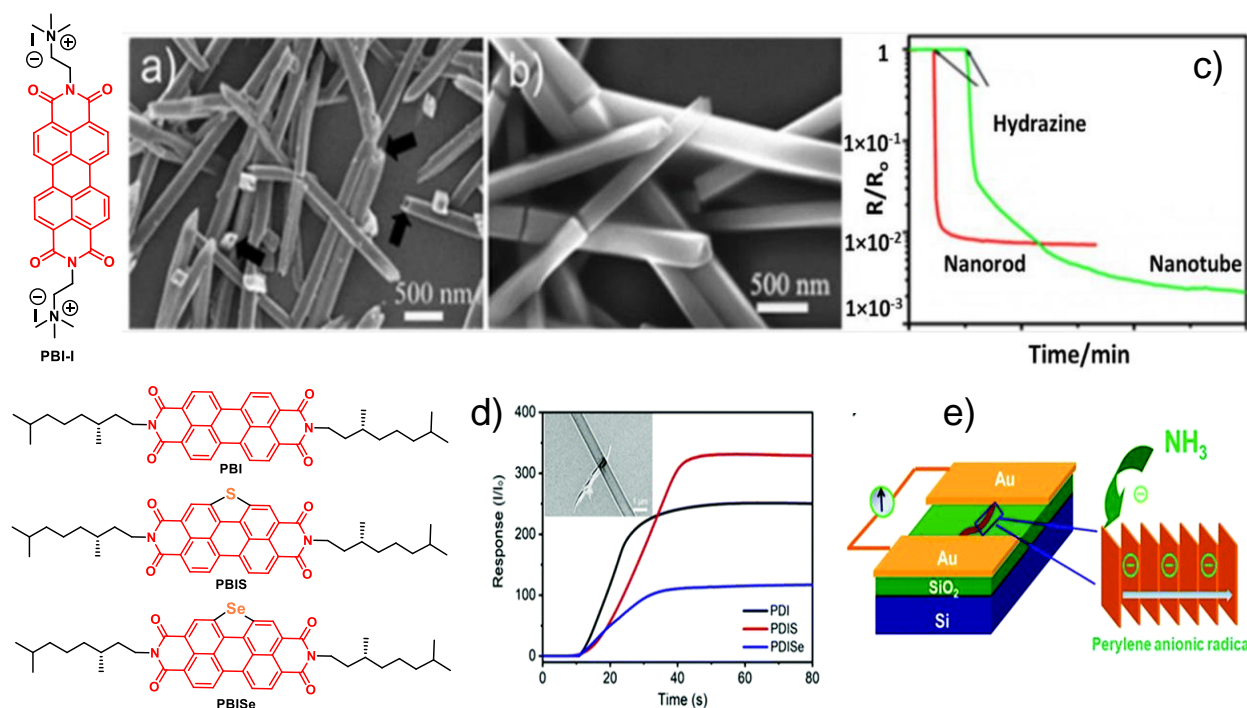 N
+
I
−
O
N
O
O
N
O
I
−
N
+
PBI-I
a)
500 nm
b)
500 nm
c)
1
1×10⁻¹
1×10⁻²
1×10⁻³
R/Rₒ
Hydrazine
Nanorod
Nanotube
Time/min
O
O
N
N
O
O
PBI
S
O
O
N
N
O
O
PBIS
Se
O
O
N
N
O
O
PBISe
d)
400
300
200
100
0
Response (I/Iₒ)
PDI
PDIS
PDISe
0 20 40 60 80
Time (s)
e)
NH₃
−
Au
Au
SiO₂
Si
− − −
Perylene anionic radica